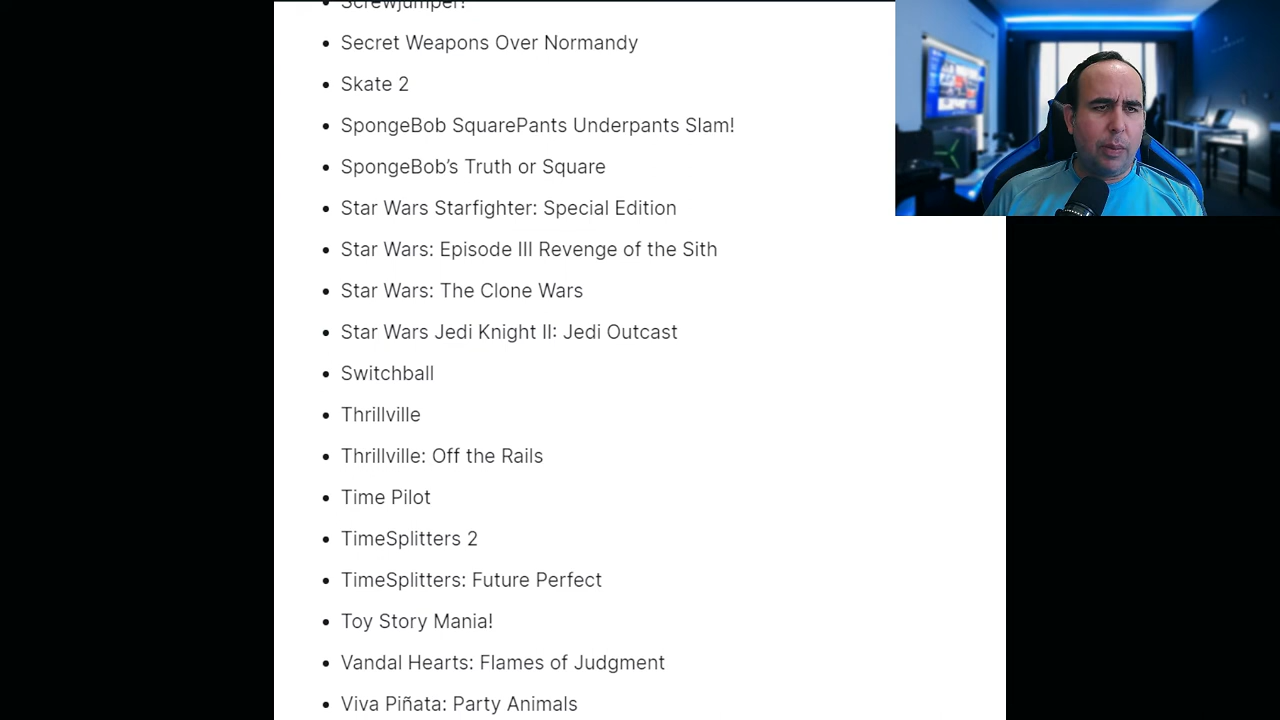 Screwjumper!
Secret Weapons Over Normandy
Skate 2
SpongeBob SquarePants Underpants Slam!
SpongeBob’s Truth or Square
Star Wars Starfighter: Special Edition
Star Wars: Episode III Revenge of the Sith
Star Wars: The Clone Wars
Star Wars Jedi Knight II: Jedi Outcast
Switchball
Thrillville
Thrillville: Off the Rails
Time Pilot
TimeSplitters 2
TimeSplitters: Future Perfect
Toy Story Mania!
Vandal Hearts: Flames of Judgment
Viva Piñata: Party Animals